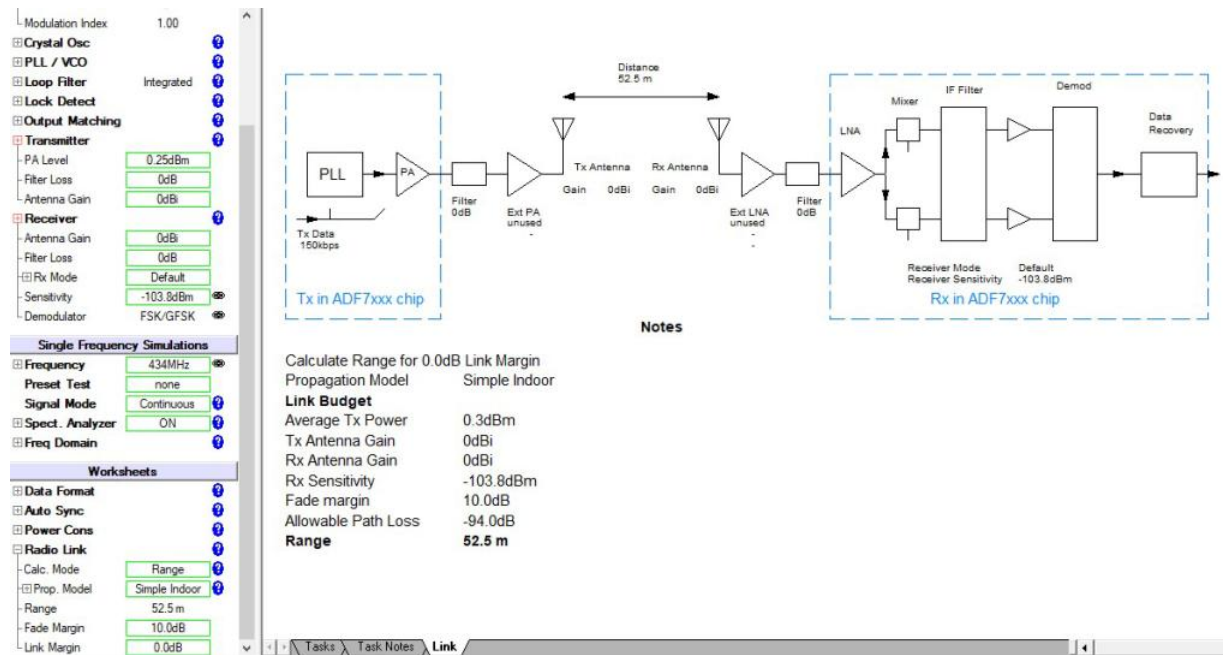 Modulation Index 1.00
Crystal Osc
PLL / VCO
Loop Filter Integrated
Lock Detect
Output Matching
Transmitter
PA Level 0.25dBm
Filter Loss 0dB
Antenna Gain 0dBi
Receiver
Antenna Gain 0dBi
Filter Loss 0dB
Rx Mode Default
Sensitivity -103.8dBm
Demodulator FSK/GFSK
Single Frequency Simulations
Frequency 434MHz
Preset Test none
Signal Mode Continuous
Spect. Analyzer ON
Freq Domain
Worksheets
Data Format
Auto Sync
Power Cons
Radio Link
Calc. Mode Range
Prop. Model Simple Indoor
Range 52.5 m
Fade Margin 10.0dB
Link Margin 0.0dB
Distance
52.5 m
PLL
PA
Tx Data
150kbps
Filter
0dB
Ext PA
unused
-
Tx Antenna
Gain 0dBi
Tx in ADF7xxx chip
Rx Antenna
Gain 0dBi
Ext LNA
unused
-
-
Filter
0dB
LNA
Mixer
IF Filter
Demod
Data
Recovery
Receiver Mode Default
Receiver Sensitivity -103.8dBm
Rx in ADF7xxx chip
Notes
Calculate Range for 0.0dB Link Margin
Propagation Model Simple Indoor
Link Budget
Average Tx Power 0.3dBm
Tx Antenna Gain 0dBi
Rx Antenna Gain 0dBi
Rx Sensitivity -103.8dBm
Fade margin 10.0dB
Allowable Path Loss -94.0dB
Range 52.5 m
Tasks Task Notes Link